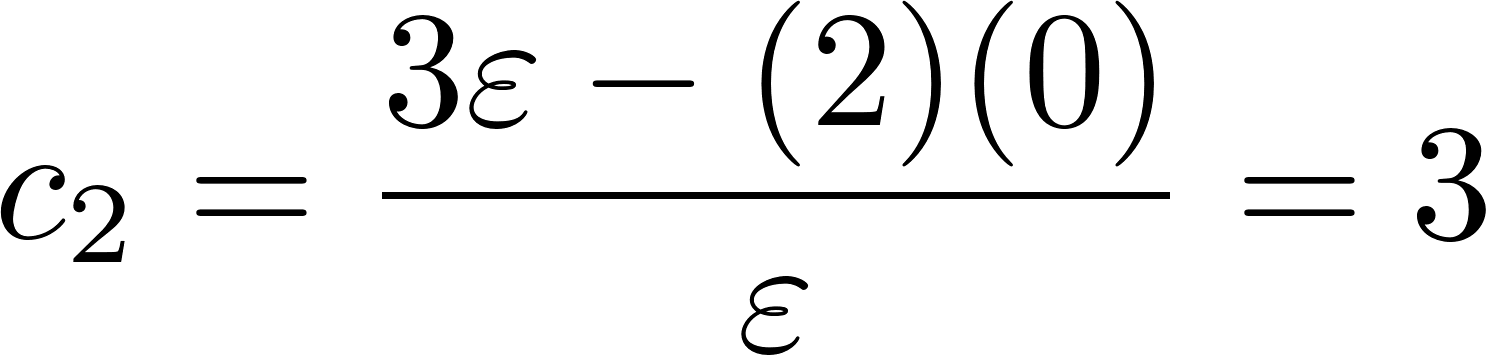 c₂ = (3ε − (2)(0))/ε = 3